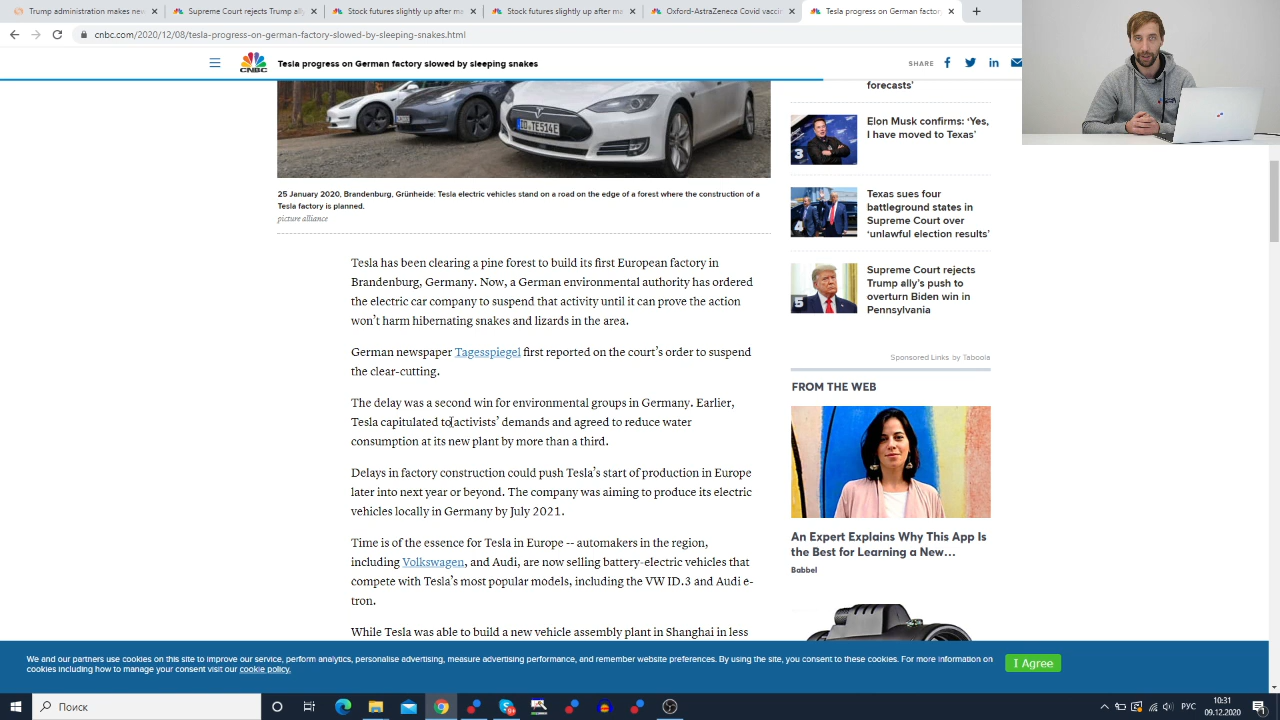 Supreme Court rejects Trump ally
Stock futures slightly up after ma
Stock futures slightly up after ma
Oxford-AstraZeneca Covid vaccin
Tesla progress on German factor
cnbc.com/2020/12/08/tesla-progress-on-german-factory-slowed-by-sleeping-snakes.html
CNBC
Tesla progress on German factory slowed by sleeping snakes
SHARE
25 January 2020, Brandenburg, Grünheide: Tesla electric vehicles stand on a road on the edge of a forest where the construction of a
Tesla factory is planned.
picture alliance
Tesla has been clearing a pine forest to build its first European factory in
Brandenburg, Germany. Now, a German environmental authority has ordered
the electric car company to suspend that activity until it can prove the action
won't harm hibernating snakes and lizards in the area.
German newspaper Tagesspiegel first reported on the court's order to suspend
the clear-cutting.
The delay was a second win for environmental groups in Germany. Earlier,
Tesla capitulated to activists' demands and agreed to reduce water
consumption at its new plant by more than a third.
Delays in factory construction could push Tesla's start of production in Europe
later into next year or beyond. The company was aiming to produce its electric
vehicles locally in Germany by July 2021.
Time is of the essence for Tesla in Europe -- automakers in the region,
including Volkswagen, and Audi, are now selling battery-electric vehicles that
compete with Tesla's most popular models, including the VW ID.3 and Audi e-
tron.
While Tesla was able to build a new vehicle assembly plant in Shanghai in less
forecasts'
3
Elon Musk confirms: 'Yes,
I have moved to Texas'
4
Texas sues four
battleground states in
Supreme Court over
'unlawful election results'
5
Supreme Court rejects
Trump ally's push to
overturn Biden win in
Pennsylvania
Sponsored Links by Taboola
FROM THE WEB
An Expert Explains Why This App Is
the Best for Learning a New...
Babbel
We and our partners use cookies on this site to improve our service, perform analytics, personalise advertising, measure advertising performance, and remember website preferences. By using the site, you consent to these cookies. For more information on
cookies including how to manage your consent visit our cookie policy.
I Agree
Поиск
РУС
10:31
09.12.2020